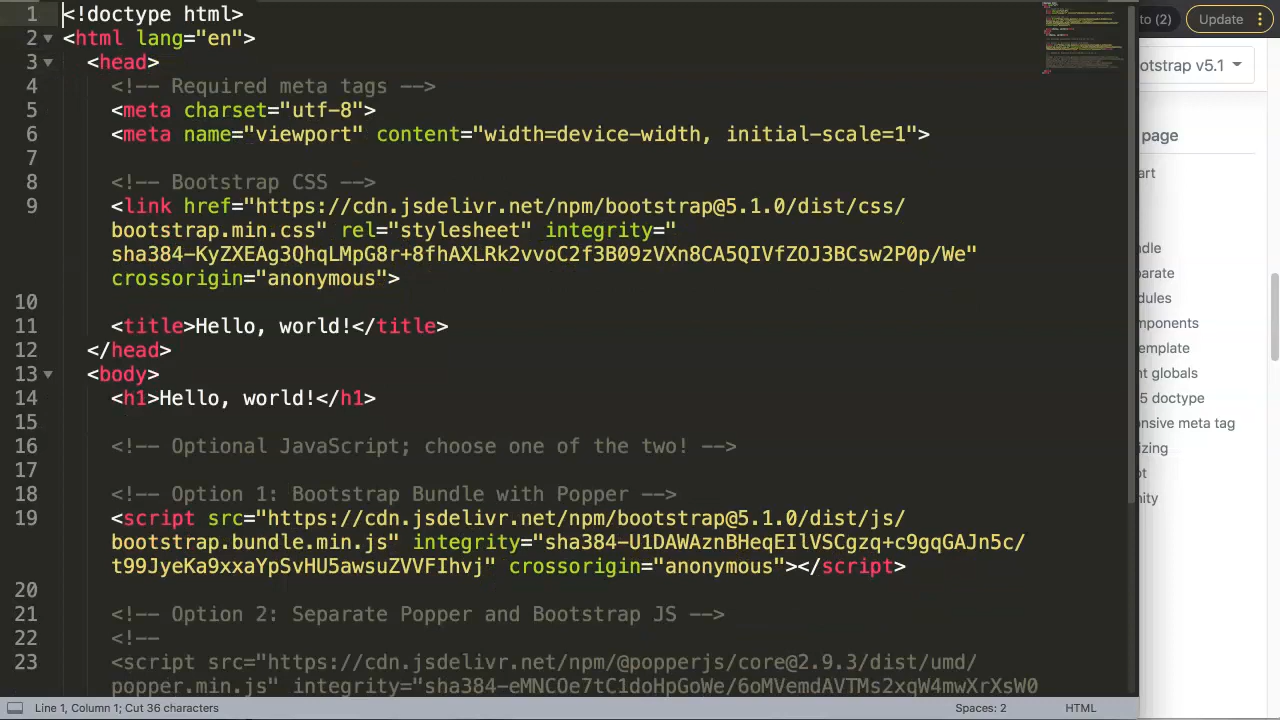 1 <!doctype html>
2 <html lang="en">
3 <head>
4 <!-- Required meta tags -->
5 <meta charset="utf-8">
6 <meta name="viewport" content="width=device-width, initial-scale=1">
7
8 <!-- Bootstrap CSS -->
9 <link href="https://cdn.jsdelivr.net/npm/bootstrap@5.1.0/dist/css/
bootstrap.min.css" rel="stylesheet" integrity="
sha384-KyZXEAg3QhqLMpG8r+8fhAXLRk2vvoC2f3B09zVXn8CA5QIVfZOJ3BCsw2P0p/We"
crossorigin="anonymous">
10
11 <title>Hello, world!</title>
12 </head>
13 <body>
14 <h1>Hello, world!</h1>
15
16 <!-- Optional JavaScript; choose one of the two! -->
17
18 <!-- Option 1: Bootstrap Bundle with Popper -->
19 <script src="https://cdn.jsdelivr.net/npm/bootstrap@5.1.0/dist/js/
bootstrap.bundle.min.js" integrity="sha384-U1DAWAznBHeqEIlVSCgzq+c9gqGAJn5c/
t99JyeKa9xxaYpSvHU5awsuZVVFIhvj" crossorigin="anonymous"></script>
20
21 <!-- Option 2: Separate Popper and Bootstrap JS -->
22 <!--
23 <script src="https://cdn.jsdelivr.net/npm/@popperjs/core@2.9.3/dist/umd/
popper.min.js" integrity="sha384-eMNCOe7tC1doHpGoWe/6oMVemdAVTMs2xqW4mwXrXsW0
Line 1, Column 1; Cut 36 characters
Spaces: 2
HTML
to (2)
Update
otstrap v5.1
page
art
ndle
parate
dules
mponents
template
nt globals
5 doctype
onsive meta tag
izing
ot
nity